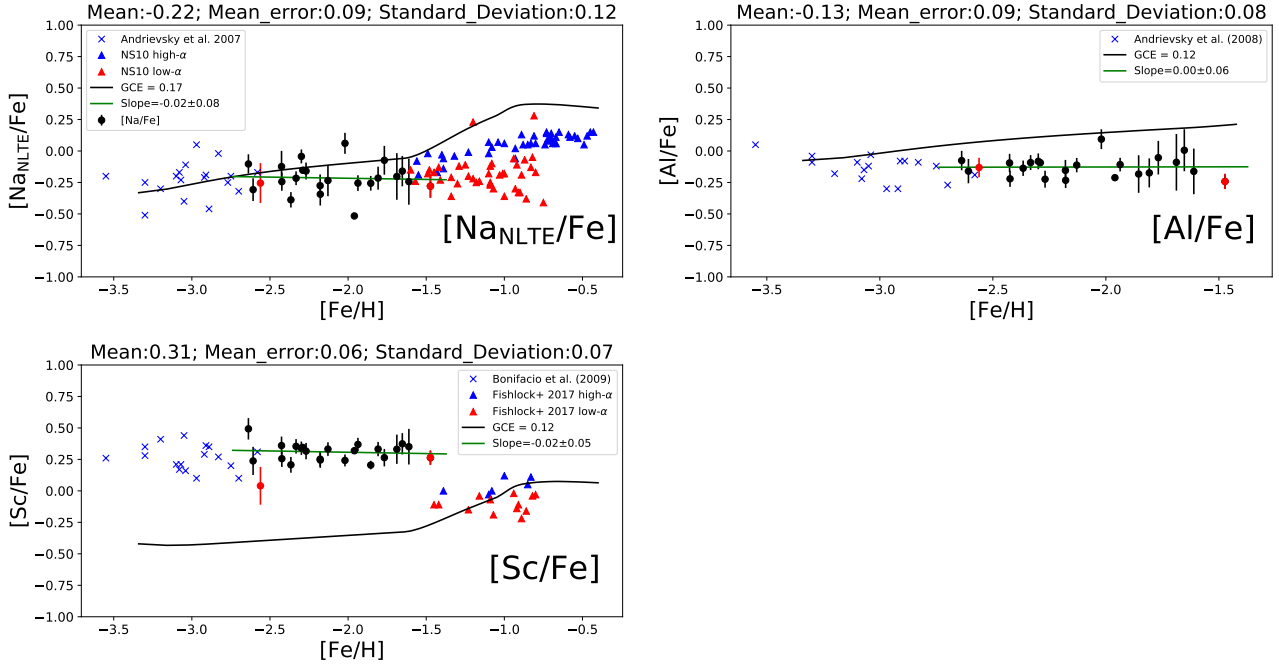 Mean:-0.22; Mean_error:0.09; Standard_Deviation:0.12
1.00
0.75
0.50
0.25
0.00
−0.25
−0.50
−0.75
−1.00
[Na_NLTE/Fe]
× Andrievsky et al. 2007
NS10 high-α
NS10 low-α
GCE = 0.17
Slope=-0.02±0.08
[Na/Fe]
[Na_NLTE/Fe]
−3.5 −3.0 −2.5 −2.0 −1.5 −1.0 −0.5
[Fe/H]
Mean:-0.13; Mean_error:0.09; Standard_Deviation:0.08
1.00
0.75
0.50
0.25
0.00
−0.25
−0.50
−0.75
−1.00
[Al/Fe]
Andrievsky et al. (2008)
GCE = 0.12
Slope=0.00±0.06
[Al/Fe]
−3.5 −3.0 −2.5 −2.0 −1.5
[Fe/H]
Mean:0.31; Mean_error:0.06; Standard_Deviation:0.07
1.00
0.75
0.50
0.25
0.00
−0.25
−0.50
−0.75
−1.00
[Sc/Fe]
Bonifacio et al. (2009)
Fishlock+ 2017 high-α
Fishlock+ 2017 low-α
GCE = 0.12
Slope=-0.02±0.05
[Sc/Fe]
−3.5 −3.0 −2.5 −2.0 −1.5 −1.0 −0.5
[Fe/H]